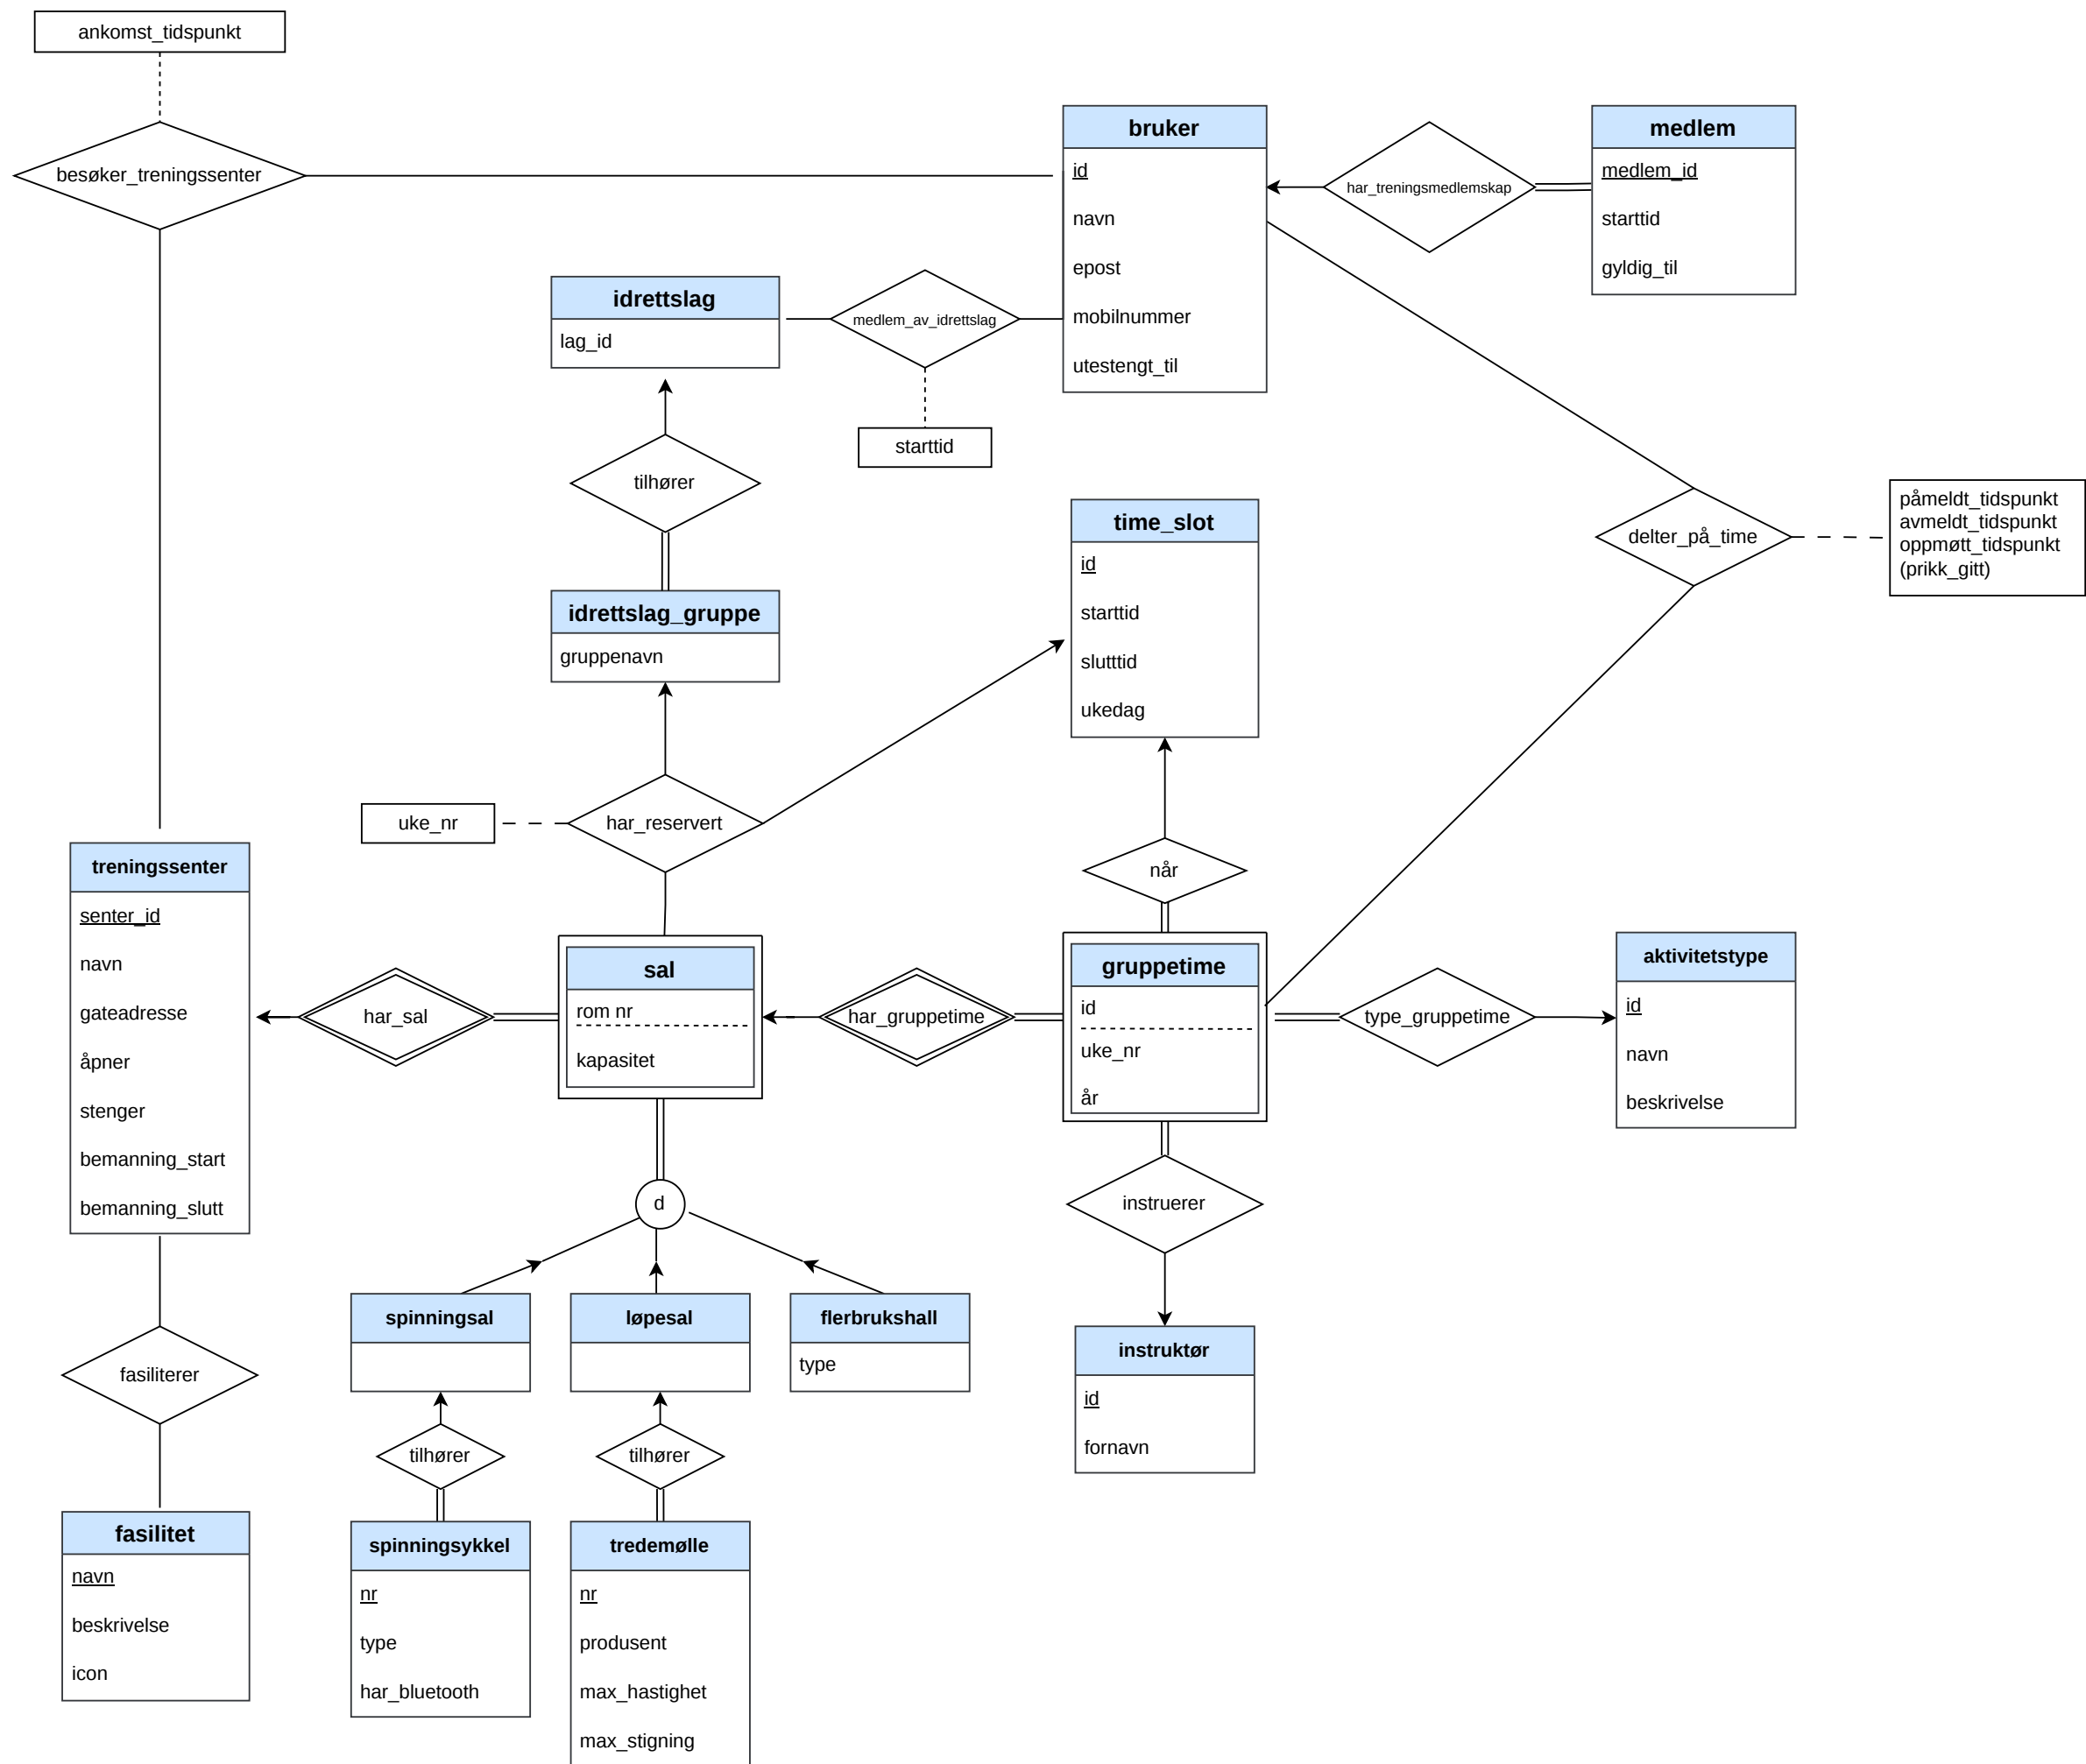 ankomst_tidspunkt
besøker_treningssenter
bruker
id
navn
epost
mobilnummer
utestengt_til
har_treningsmedlemskap
medlem
medlem_id
starttid
gyldig_til
idrettslag
lag_id
medlem_av_idrettslag
starttid
tilhører
idrettslag_gruppe
gruppenavn
time_slot
id
starttid
slutttid
ukedag
delter_på_time
påmeldt_tidspunkt
avmeldt_tidspunkt
oppmøtt_tidspunkt
(prikk_gitt)
uke_nr
har_reservert
når
treningssenter
senter_id
navn
gateadresse
åpner
stenger
bemanning_start
bemanning_slutt
har_sal
sal
rom nr
kapasitet
har_gruppetime
gruppetime
id
uke_nr
år
type_gruppetime
aktivitetstype
id
navn
beskrivelse
d
instruerer
spinningsal
løpesal
flerbrukshall
type
instruktør
id
fornavn
fasiliterer
tilhører
tilhører
fasilitet
navn
beskrivelse
icon
spinningsykkel
nr
type
har_bluetooth
tredemølle
nr
produsent
max_hastighet
max_stigning